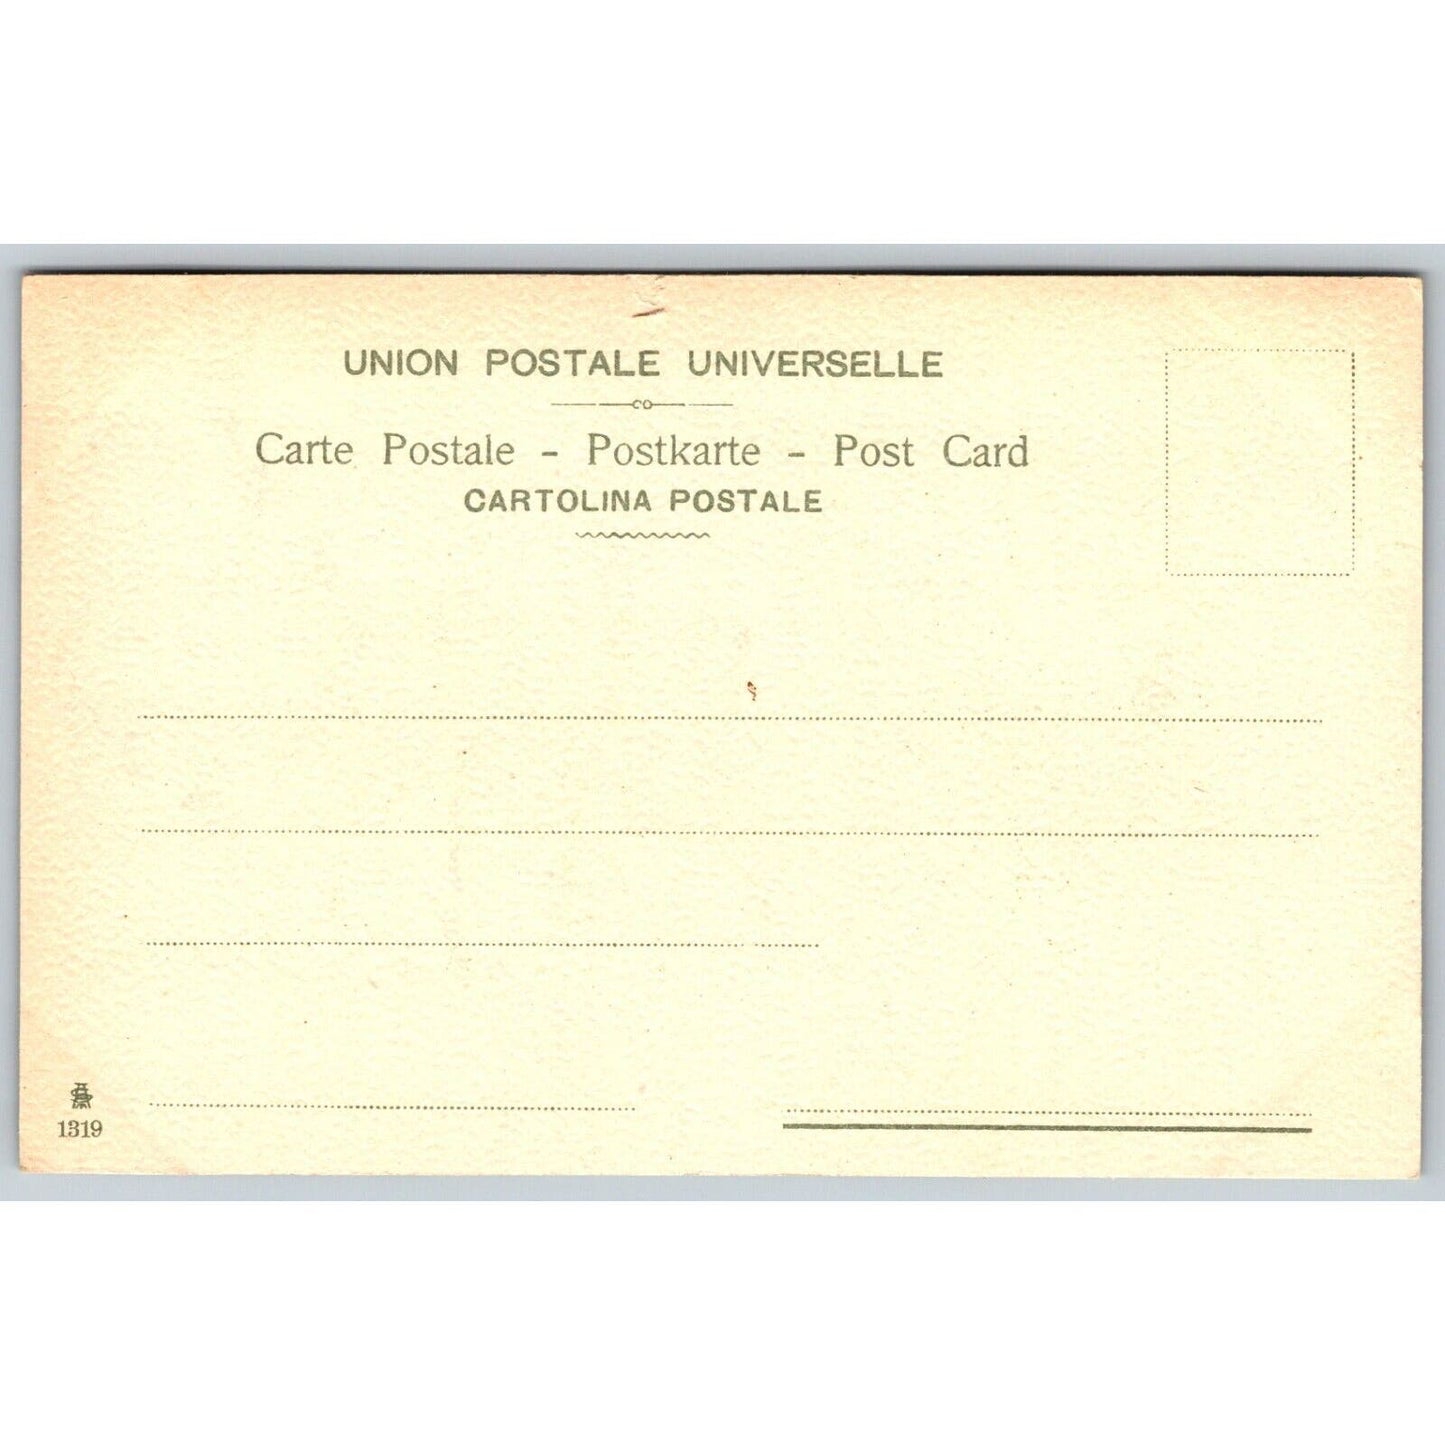 UNION POSTALE UNIVERSELLE
Carte Postale - Postkarte - Post Card
CARTOLINA POSTALE
1319